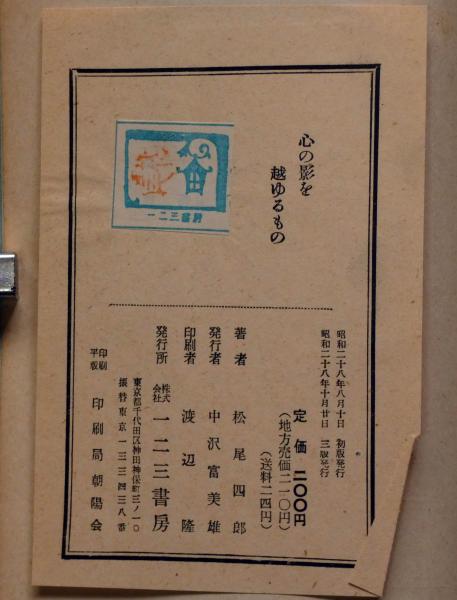 心の影を
越ゆるもの
一二三書房
昭和二十八年八月十日 初版発行
昭和二十八年十月廿日 三版発行
定価 二〇〇円
(地方売価二一〇円)
(送料二四円)
著者 松尾四郎
発行者 中沢富美雄
印刷者 渡辺隆
発行所 株式会社 一二三書房
東京都千代田区神田神保町三ノ一〇
振替東京一三三四三八番
印刷平版 印刷局朝陽会